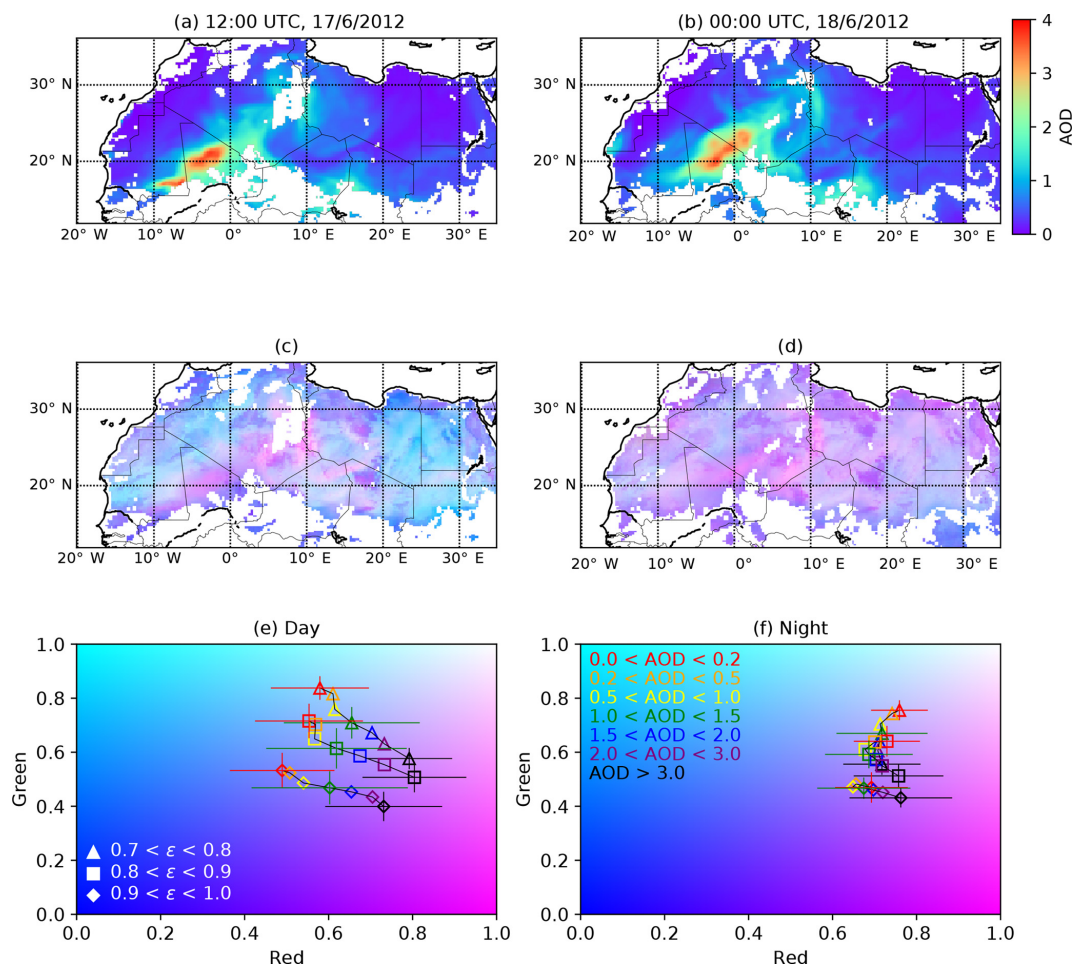 (a) 12:00 UTC, 17/6/2012
(b) 00:00 UTC, 18/6/2012
30° N
20° N
20° W
10° W
0°
10° E
20° E
30° E
30° N
20° N
20° W
10° W
0°
10° E
20° E
30° E
4
3
2
1
0
AOD
(c)
(d)
30° N
20° N
20° W
10° W
0°
10° E
20° E
30° E
30° N
20° N
20° W
10° W
0°
10° E
20° E
30° E
(e) Day
(f) Night
1.0
0.8
0.6
0.4
0.2
0.0
Green
0.7 < ε < 0.8
0.8 < ε < 0.9
0.9 < ε < 1.0
0.0
0.2
0.4
0.6
0.8
1.0
Red
1.0
0.8
0.6
0.4
0.2
0.0
Green
0.0 < AOD < 0.2
0.2 < AOD < 0.5
0.5 < AOD < 1.0
1.0 < AOD < 1.5
1.5 < AOD < 2.0
2.0 < AOD < 3.0
AOD > 3.0
0.0
0.2
0.4
0.6
0.8
1.0
Red